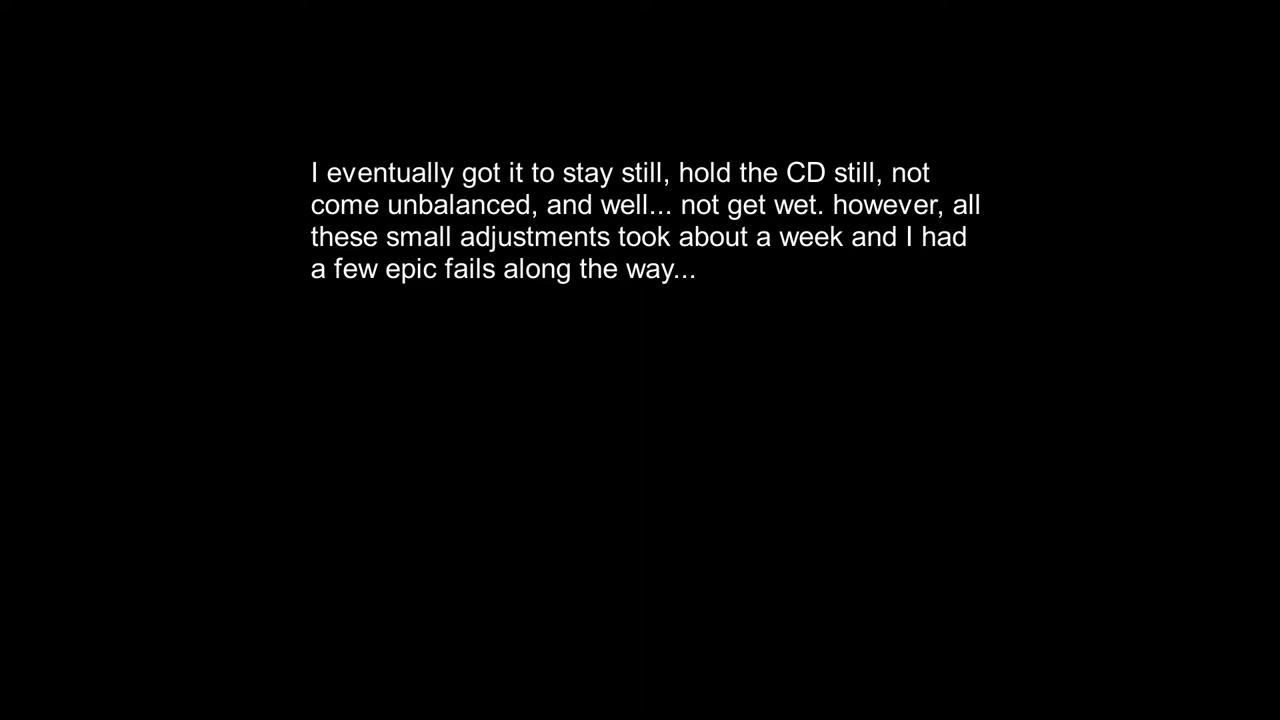 I eventually got it to stay still, hold the CD still, not
come unbalanced, and well... not get wet. however, all
these small adjustments took about a week and I had
a few epic fails along the way...